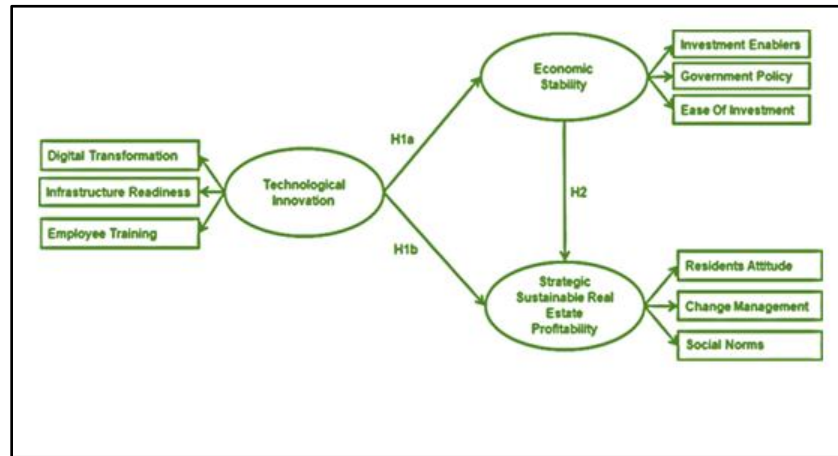 Investment Enablers
Economic
Stability
Government Policy
Ease Of Investment
H1a
Digital Transformation
Technological
Innovation
Infrastructure Readiness
Employee Training
H2
H1b
Strategic
Sustainable Real
Estate
Profitability
Residents Attitude
Change Management
Social Norms